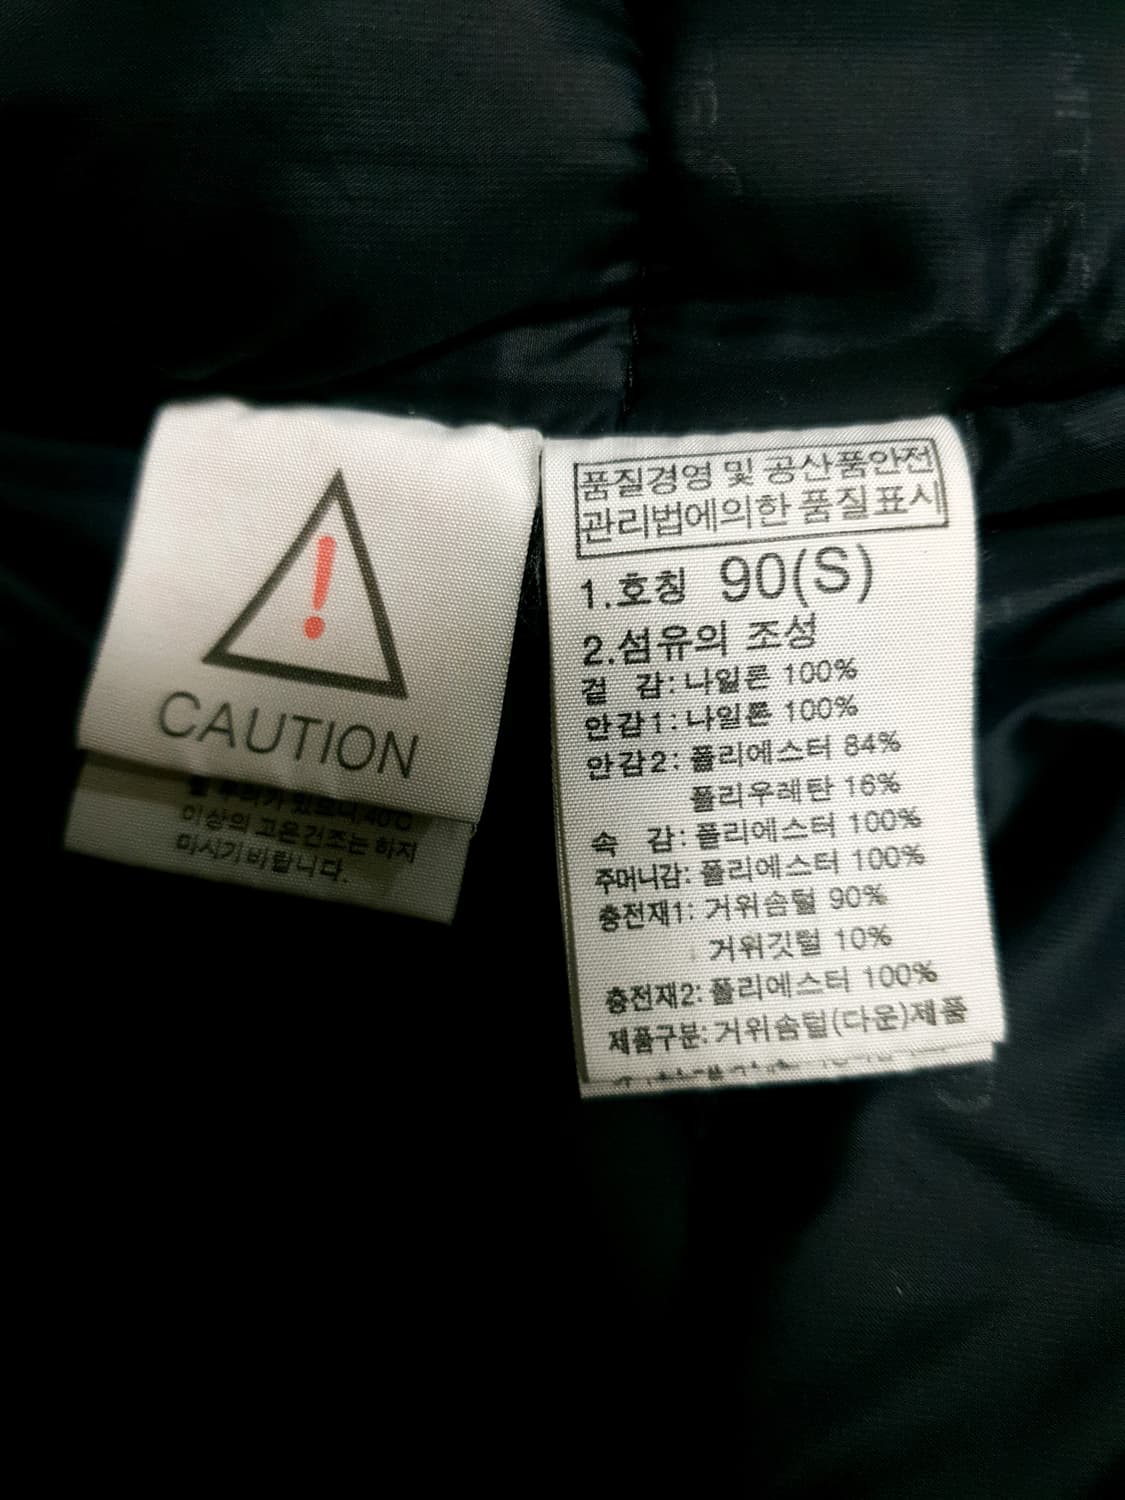 CAUTION
이상의 고온건조는 하지
마시기 바랍니다.
품질경영 및 공산품안전
관리법에의한 품질표시
1.호칭 90(S)
2.섬유의 조성
겉 감: 나일론 100%
안감1: 나일론 100%
안감2: 폴리에스터 84%
폴리우레탄 16%
속 감: 폴리에스터 100%
주머니감: 폴리에스터 100%
충전재1: 거위솜털 90%
거위깃털 10%
충전재2: 폴리에스터 100%
제품구분: 거위솜털(다운)제품